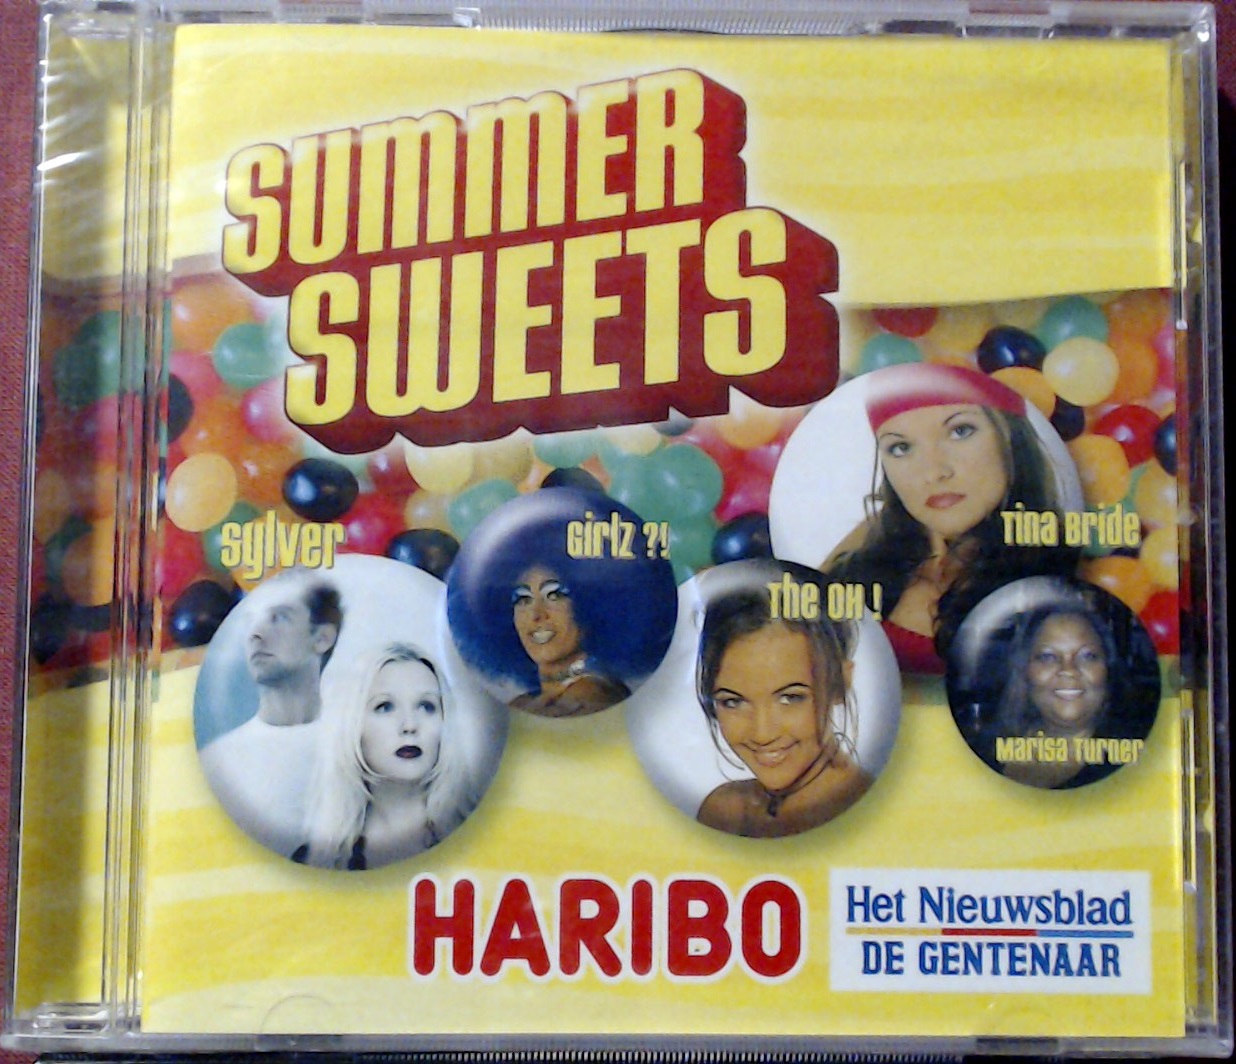 SUMMER
SWEETS
Sylver
Girlz ?!
Tina Bride
The OH !
Marisa Turner
HARIBO
Het Nieuwsblad
DE GENTENAAR